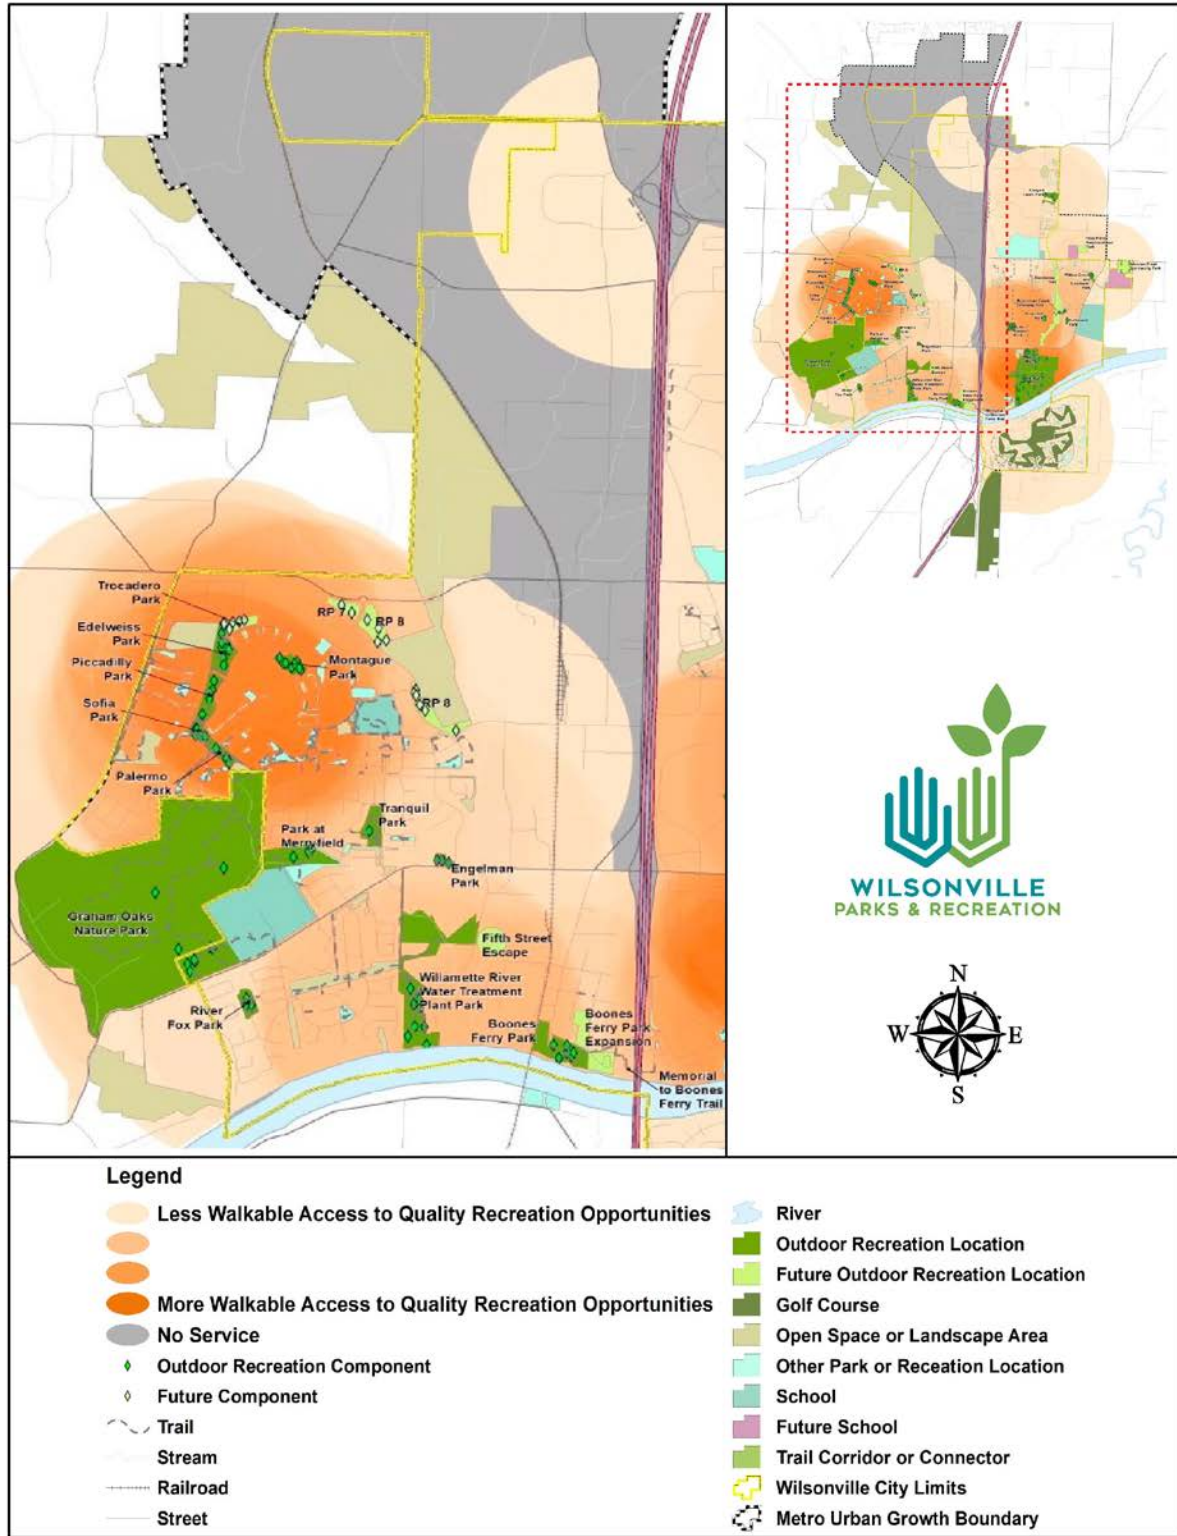 Trocadero
Park
Edelweiss
Park
Piccadilly
Park
Sofia
Park
Palermo
Park
RP 7
RP 8
Montague
Park
RP 8
Tranquil
Park
Park at
Merryfield
Engelman
Park
Graham Oaks
Nature Park
Fifth Street
Escape
Willamette River
Water Treatment
Plant Park
River
Fox Park
Boones
Ferry Park
Boones
Ferry Park
Expansion
Memorial
to Boones
Ferry Trail
WILSONVILLE
PARKS & RECREATION
N
W
E
S
Legend
Less Walkable Access to Quality Recreation Opportunities
More Walkable Access to Quality Recreation Opportunities
No Service
Outdoor Recreation Component
Future Component
Trail
Stream
Railroad
Street
River
Outdoor Recreation Location
Future Outdoor Recreation Location
Golf Course
Open Space or Landscape Area
Other Park or Receation Location
School
Future School
Trail Corridor or Connector
Wilsonville City Limits
Metro Urban Growth Boundary